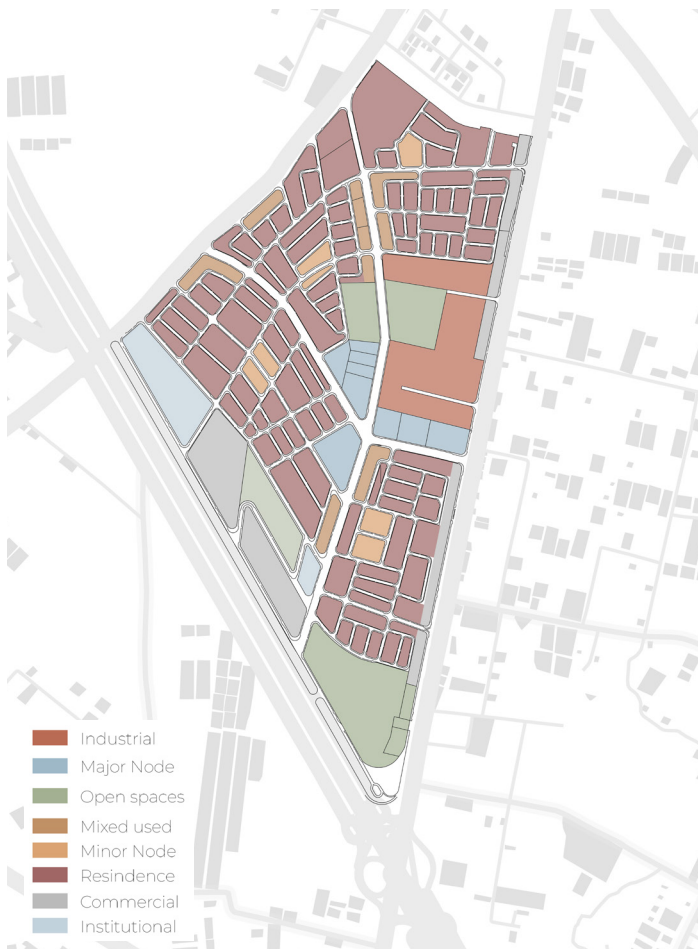 Industrial
Major Node
Open spaces
Mixed used
Minor Node
Resindence
Commercial
Institutional